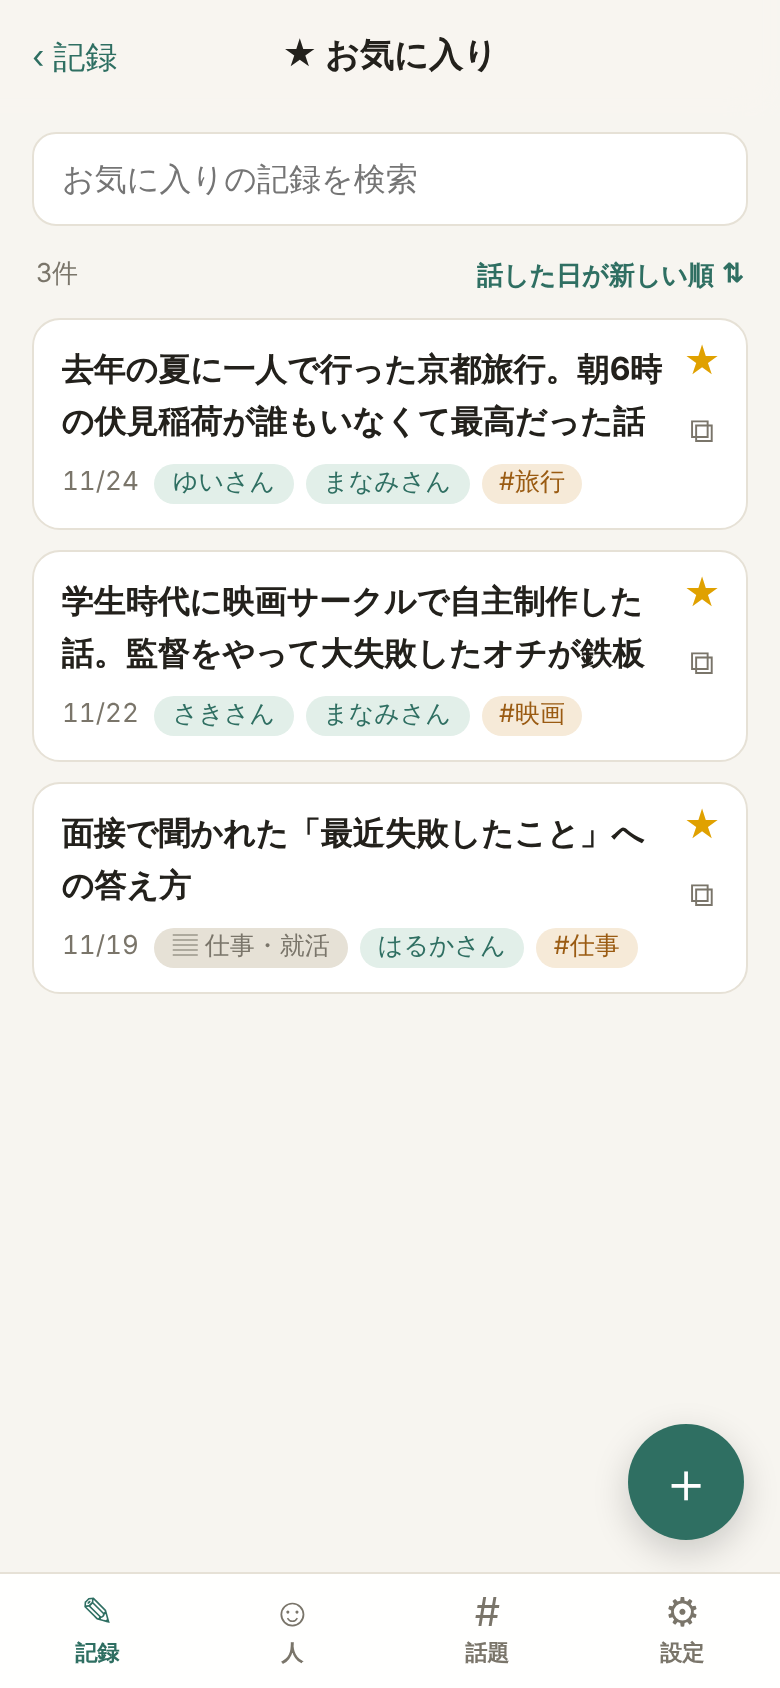 ‹ 記録
★ お気に入り
お気に入りの記録を検索
3件
話した日が新しい順 ⇅
去年の夏に一人で行った京都旅行。朝6時
の伏見稲荷が誰もいなくて最高だった話
11/24 ゆいさん まなみさん #旅行
学生時代に映画サークルで自主制作した
話。監督をやって大失敗したオチが鉄板
11/22 さきさん まなみさん #映画
面接で聞かれた「最近失敗したこと」へ
の答え方
11/19 ▤ 仕事・就活 はるかさん #仕事
+
記録
人
#
話題
設定